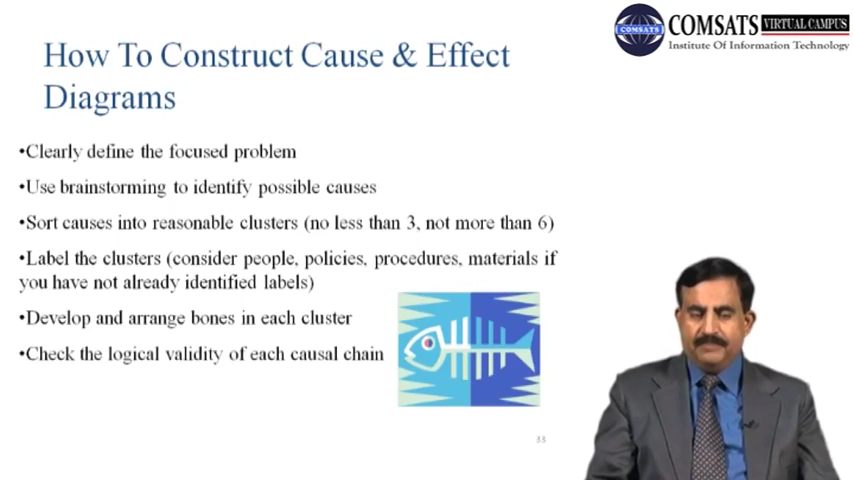 COMSATS VIRTUAL CAMPUS
COMSATS
Institute Of Information Technology
How To Construct Cause & Effect
Diagrams
•Clearly define the focused problem
•Use brainstorming to identify possible causes
•Sort causes into reasonable clusters (no less than 3, not more than 6)
•Label the clusters (consider people, policies, procedures, materials if
you have not already identified labels)
•Develop and arrange bones in each cluster
•Check the logical validity of each causal chain
33